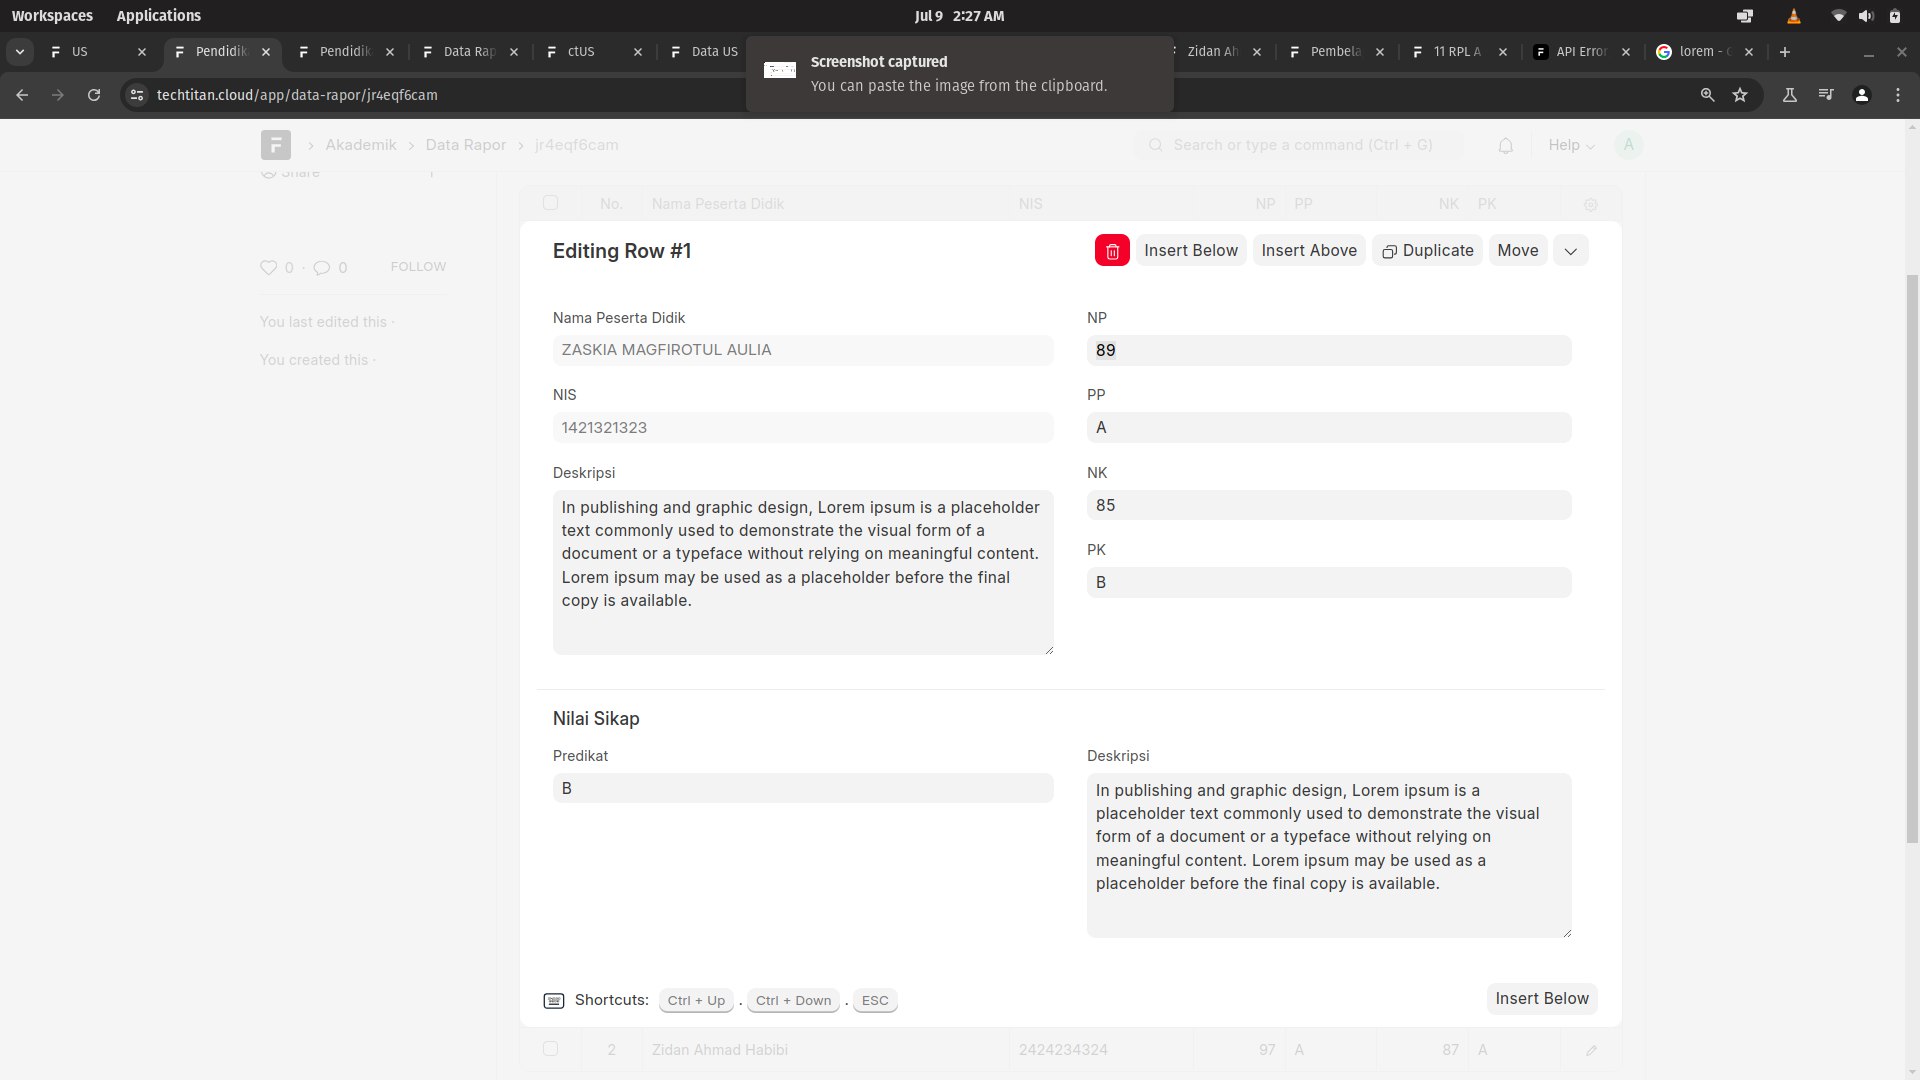 Workspaces Applications Jul 9 2:27 AM
US Pendidik Pendidik Data Rap ctUS Data US Zidan Ah Pembela 11 RPL A API Error lorem - G
Screenshot captured
You can paste the image from the clipboard.
techtitan.cloud/app/data-rapor/jr4eqf6cam
Akademik Data Rapor jr4eqf6cam Search or type a command (Ctrl + G) Help A
Share 1
No. Nama Peserta Didik NIS NP PP NK PK
Editing Row #1 Insert Below Insert Above Duplicate Move
0 · 0 FOLLOW
You last edited this ·
You created this ·
Nama Peserta Didik
ZASKIA MAGFIROTUL AULIA
NIS
1421321323
Deskripsi
In publishing and graphic design, Lorem ipsum is a placeholder
text commonly used to demonstrate the visual form of a
document or a typeface without relying on meaningful content.
Lorem ipsum may be used as a placeholder before the final
copy is available.
NP
89
PP
A
NK
85
PK
B
Nilai Sikap
Predikat
B
Deskripsi
In publishing and graphic design, Lorem ipsum is a
placeholder text commonly used to demonstrate the visual
form of a document or a typeface without relying on
meaningful content. Lorem ipsum may be used as a
placeholder before the final copy is available.
Shortcuts: Ctrl + Up . Ctrl + Down . ESC Insert Below
2 Zidan Ahmad Habibi 2424234324 97 A 87 A